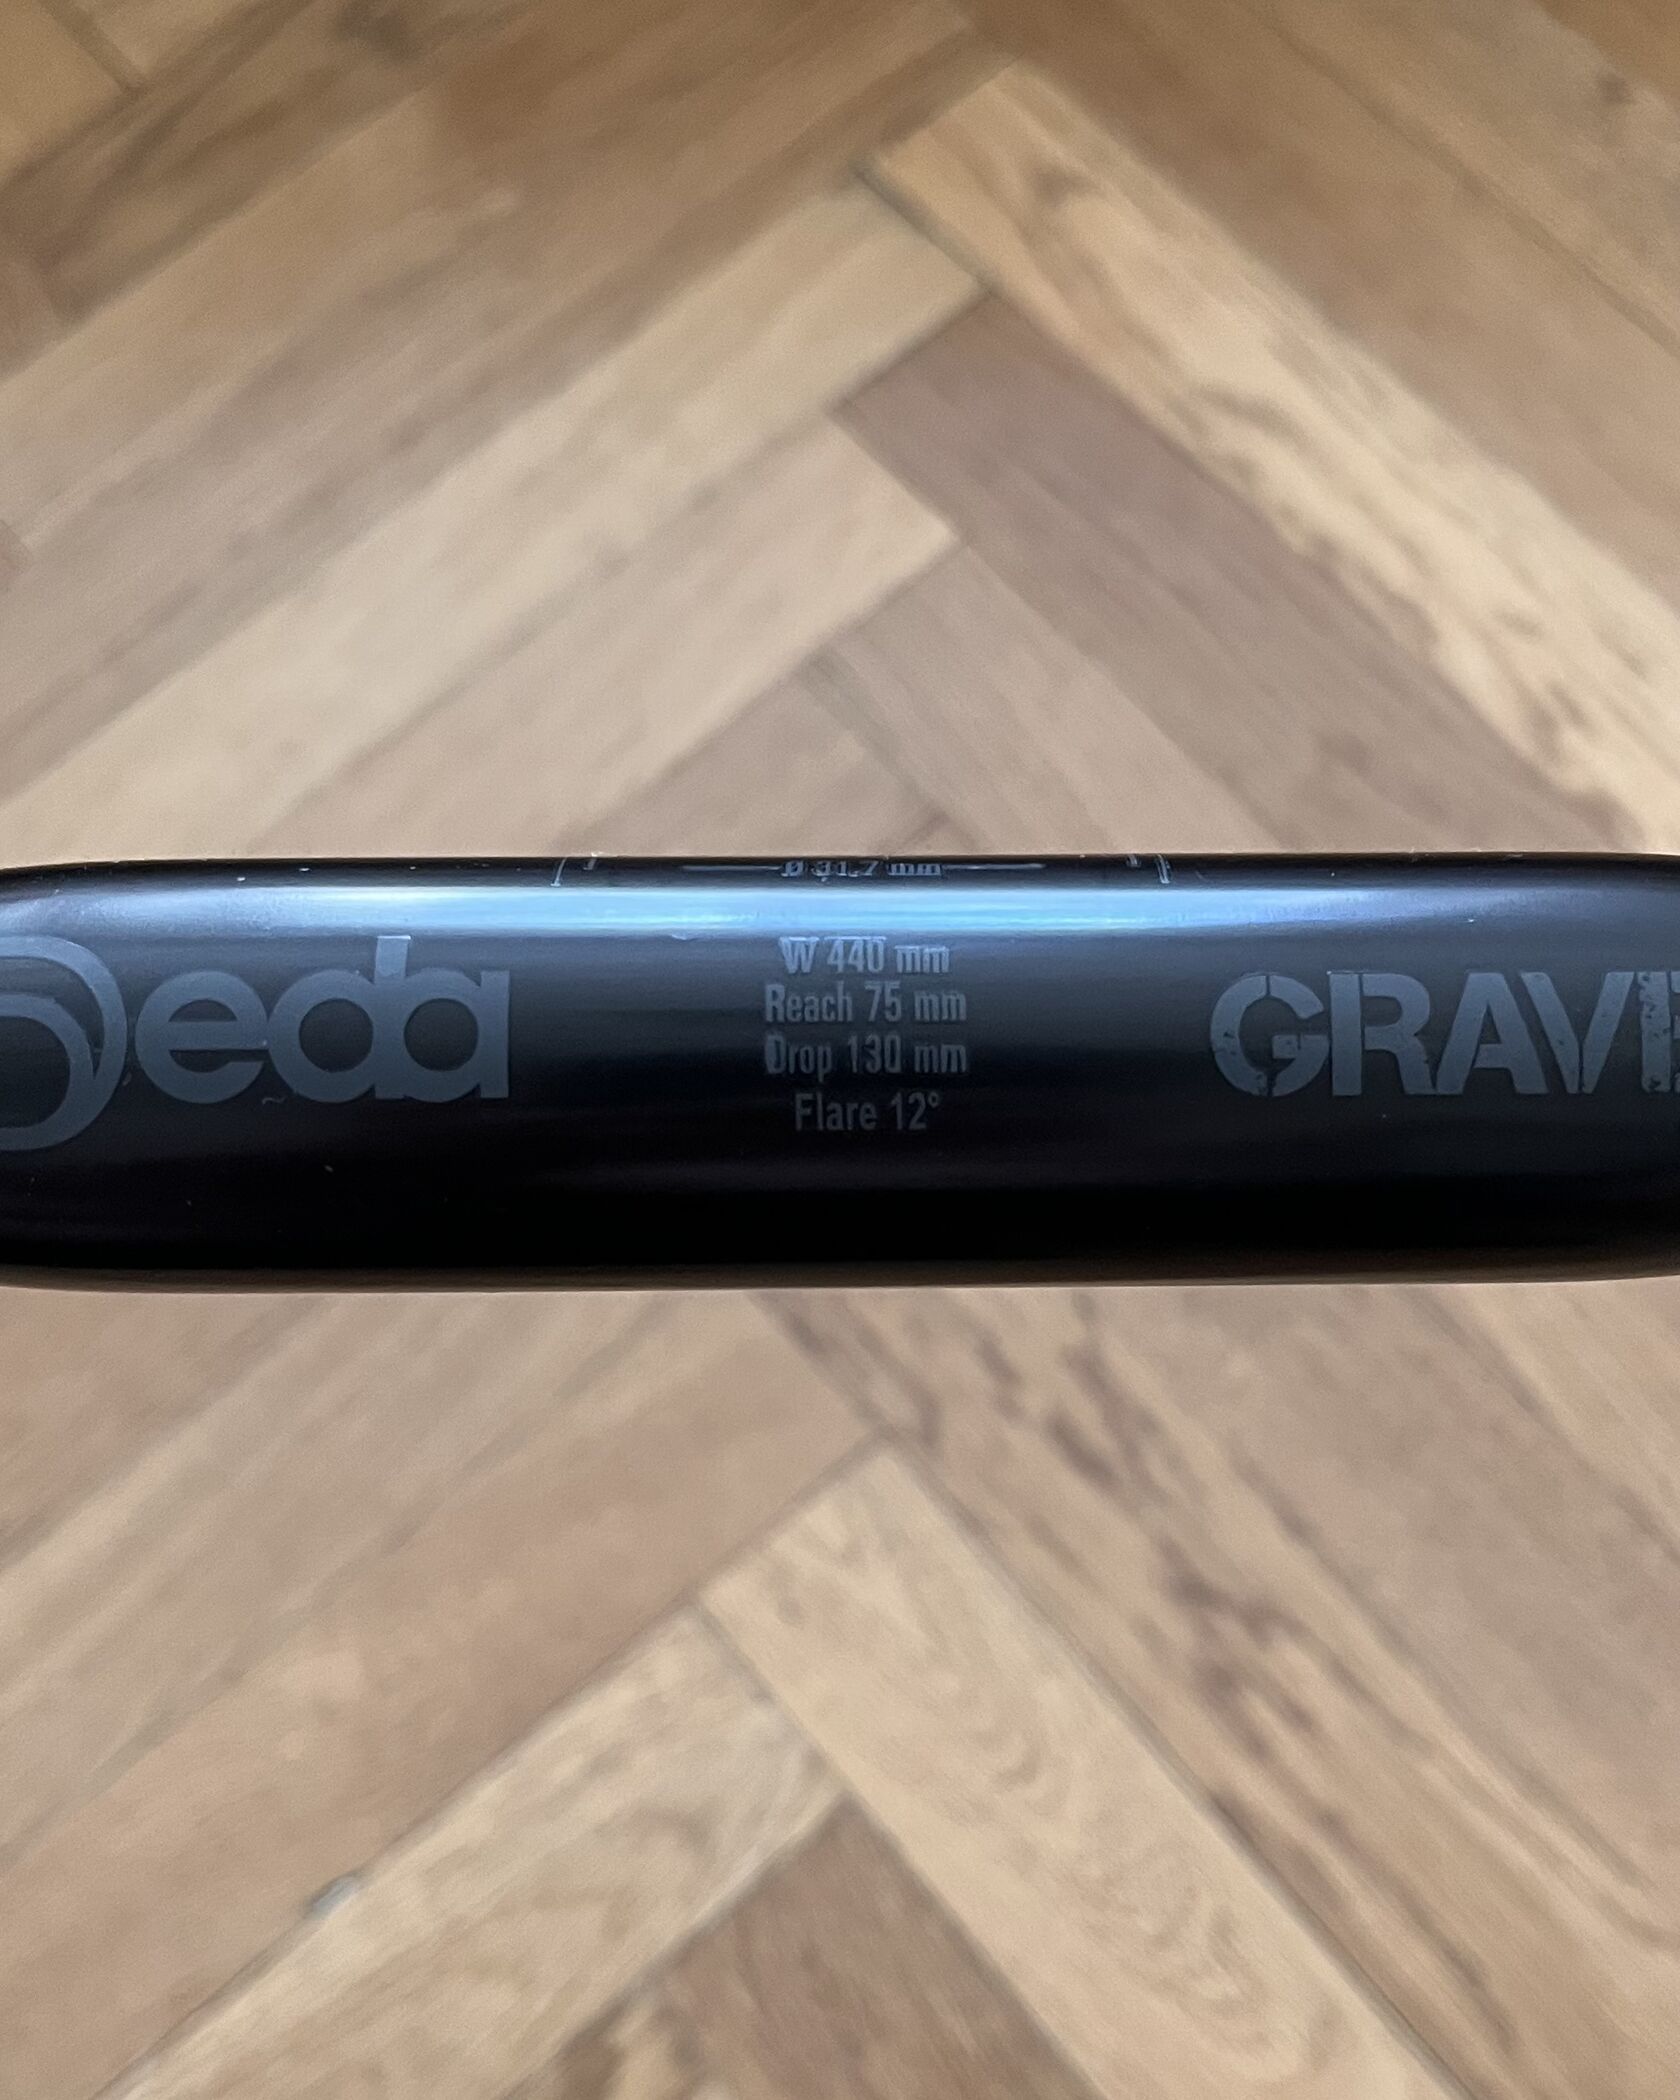 Ø 31.7 mm
Deda
W 440 mm
Reach 75 mm
Drop 130 mm
Flare 12°